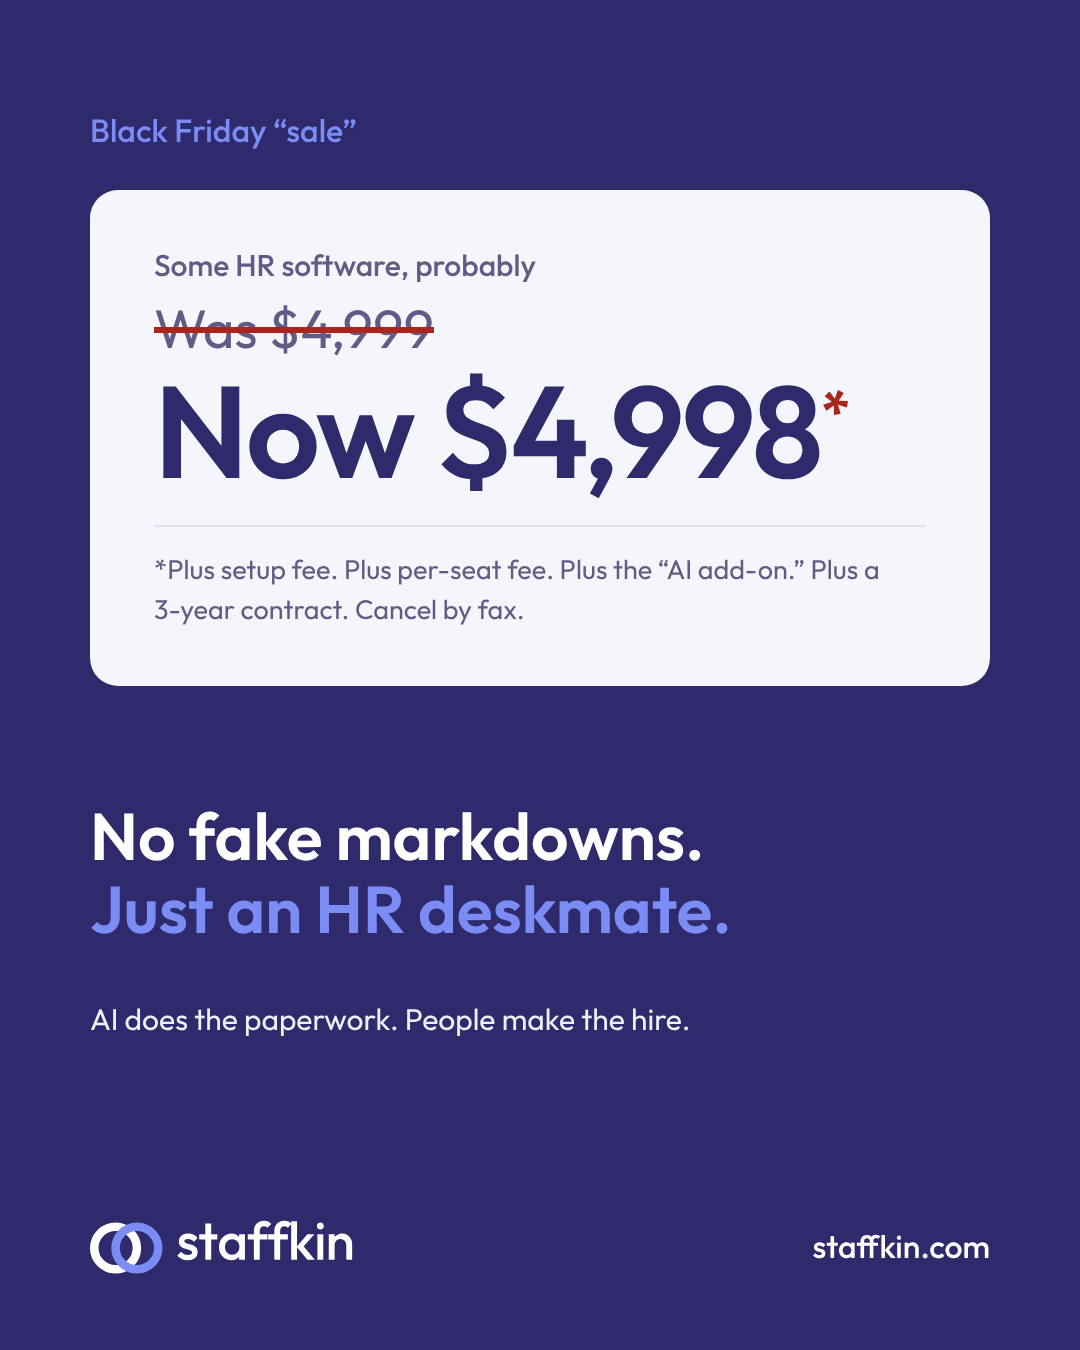 Black Friday “sale”
Some HR software, probably
Was $4,999
Now $4,998*
*Plus setup fee. Plus per-seat fee. Plus the “AI add-on.” Plus a
3-year contract. Cancel by fax.
No fake markdowns.
Just an HR deskmate.
AI does the paperwork. People make the hire.
staffkin
staffkin.com